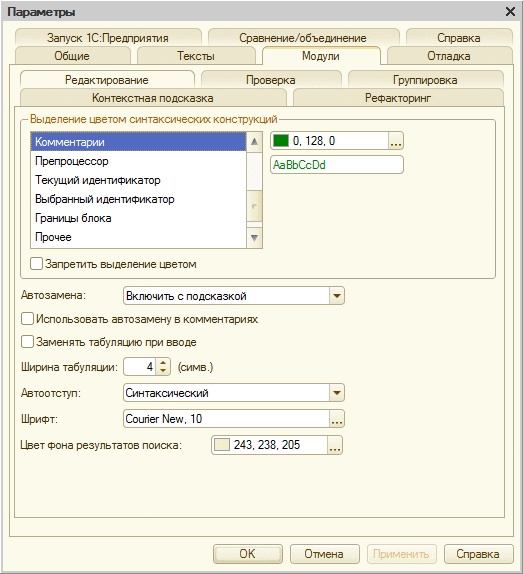 Параметры
Запуск 1С:Предприятия Сравнение/объединение Справка
Общие Тексты Модули Отладка
Редактирование Проверка Группировка
Контекстная подсказка Рефакторинг
Выделение цветом синтаксических конструкций
Комментарии 0, 128, 0 ...
Препроцессор AaBbCcDd
Текущий идентификатор
Выбранный идентификатор
Границы блока
Прочее
Запретить выделение цветом
Автозамена: Включить с подсказкой
Использовать автозамену в комментариях
Заменять табуляцию при вводе
Ширина табуляции: 4 (симв.)
Автоотступ: Синтаксический
Шрифт: Courier New, 10 ...
Цвет фона результатов поиска: 243, 238, 205 ...
ОК Отмена Применить Справка